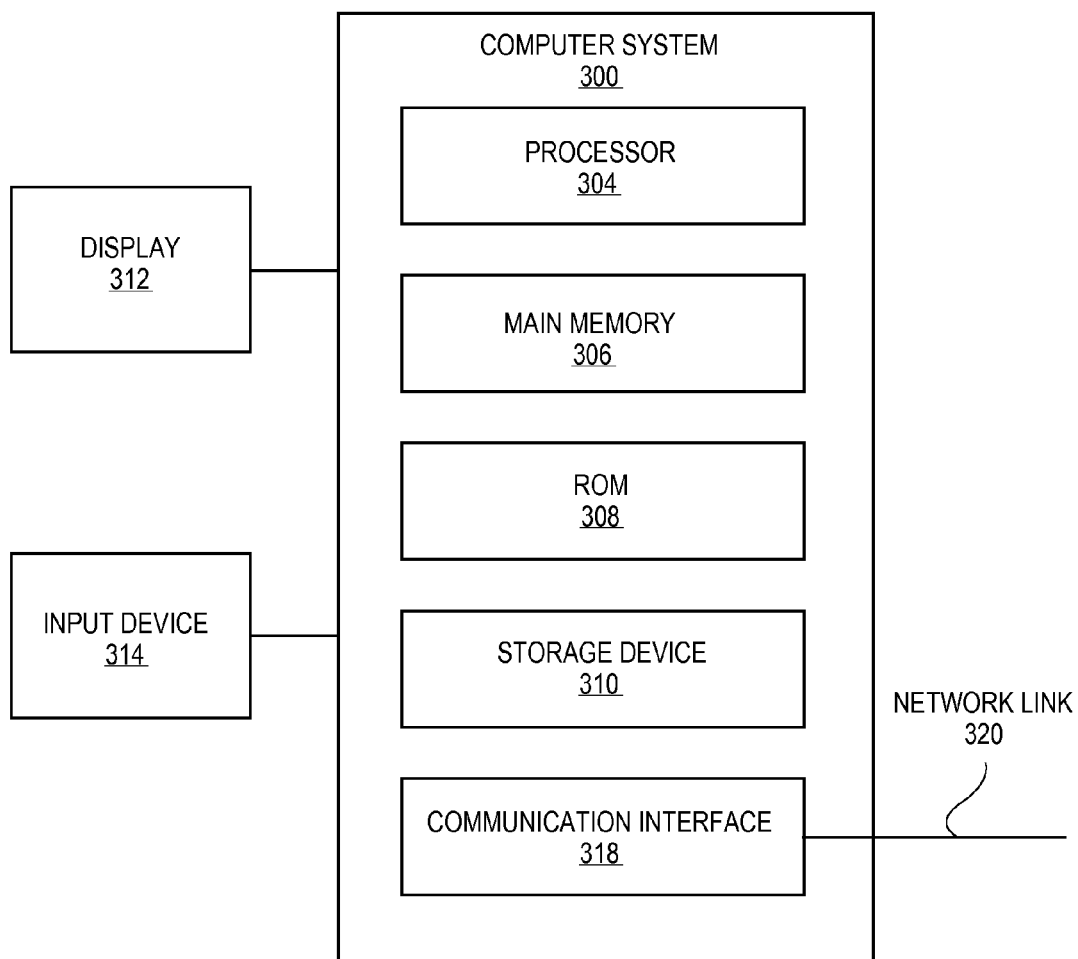 COMPUTER SYSTEM
300
PROCESSOR
304
DISPLAY
312
MAIN MEMORY
306
ROM
308
INPUT DEVICE
314
STORAGE DEVICE
310
NETWORK LINK
320
COMMUNICATION INTERFACE
318